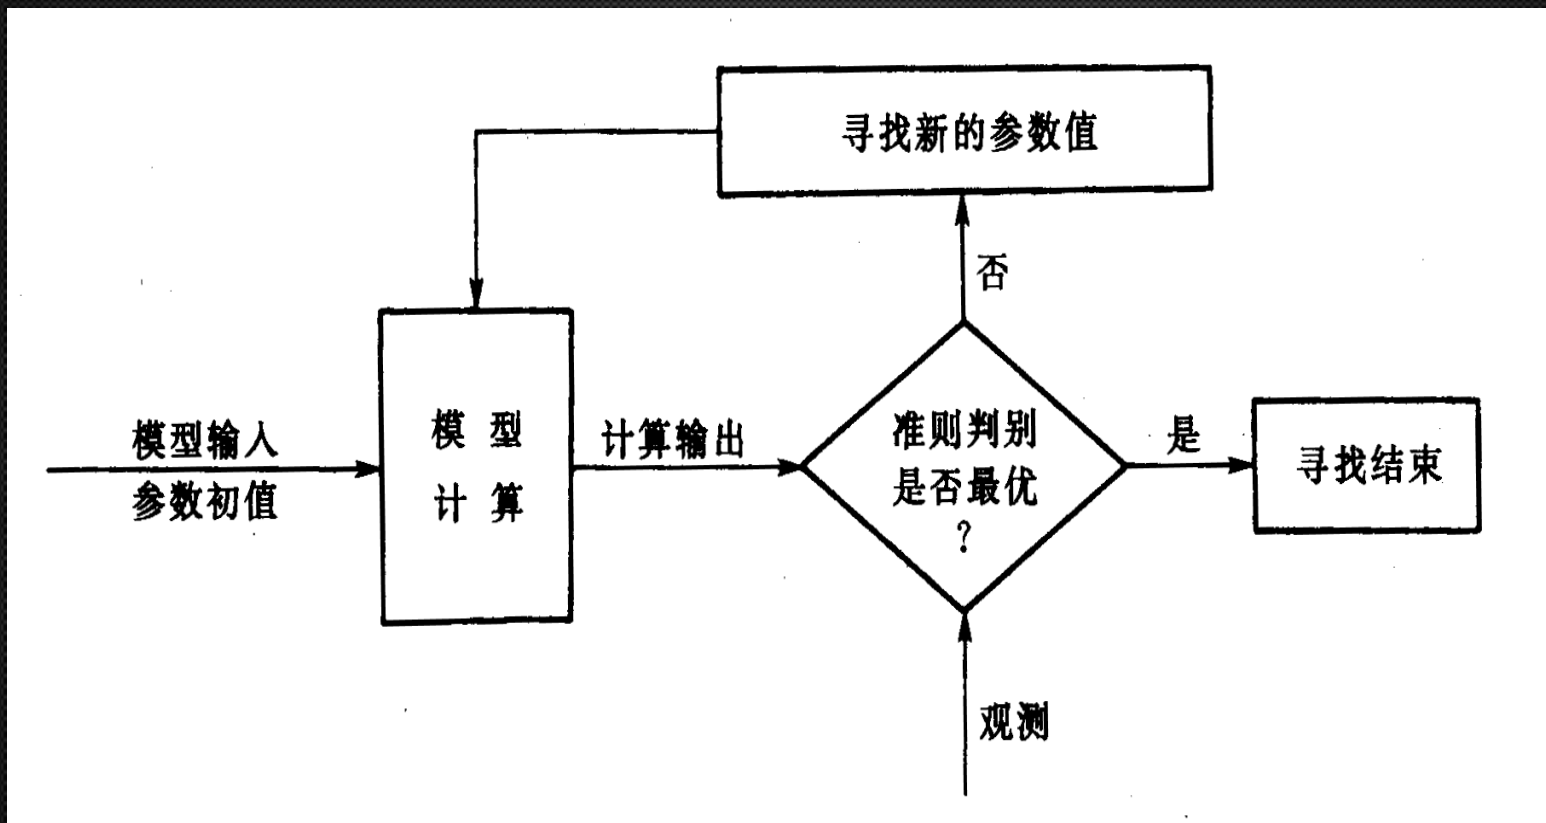 寻找新的参数值
否
模型输入
参数初值
模型
计算
计算输出
准则判别
是否最优
?
是
寻找结束
观测